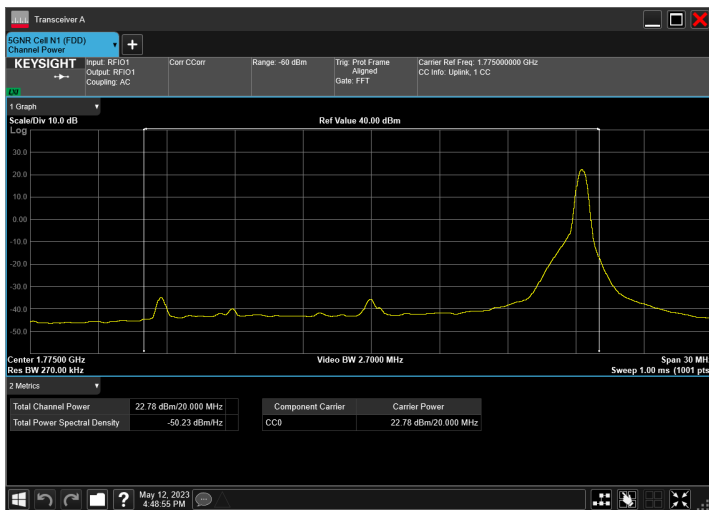 Transceiver A
5GNR Cell N1 (FDD)
Channel Power
KEYSIGHT
LXI
Input: RFIO1
Output: RFIO1
Coupling: AC
Corr CCorr
Range: -60 dBm
Trig: Prot Frame
Aligned
Gate: FFT
Carrier Ref Freq: 1.775000000 GHz
CC Info: Uplink, 1 CC
1 Graph
Scale/Div 10.0 dB
Ref Value 40.00 dBm
Log
30.0
20.0
10.0
0.00
-10.0
-20.0
-30.0
-40.0
-50.0
Center 1.77500 GHz
Video BW 2.7000 MHz
Span 30 MH
Res BW 270.00 kHz
Sweep 1.00 ms (1001 pts
2 Metrics
Total Channel Power 22.78 dBm/20.000 MHz
Total Power Spectral Density -50.23 dBm/Hz
Component Carrier Carrier Power
CC0 22.78 dBm/20.000 MHz
May 12, 2023
4:48:55 PM